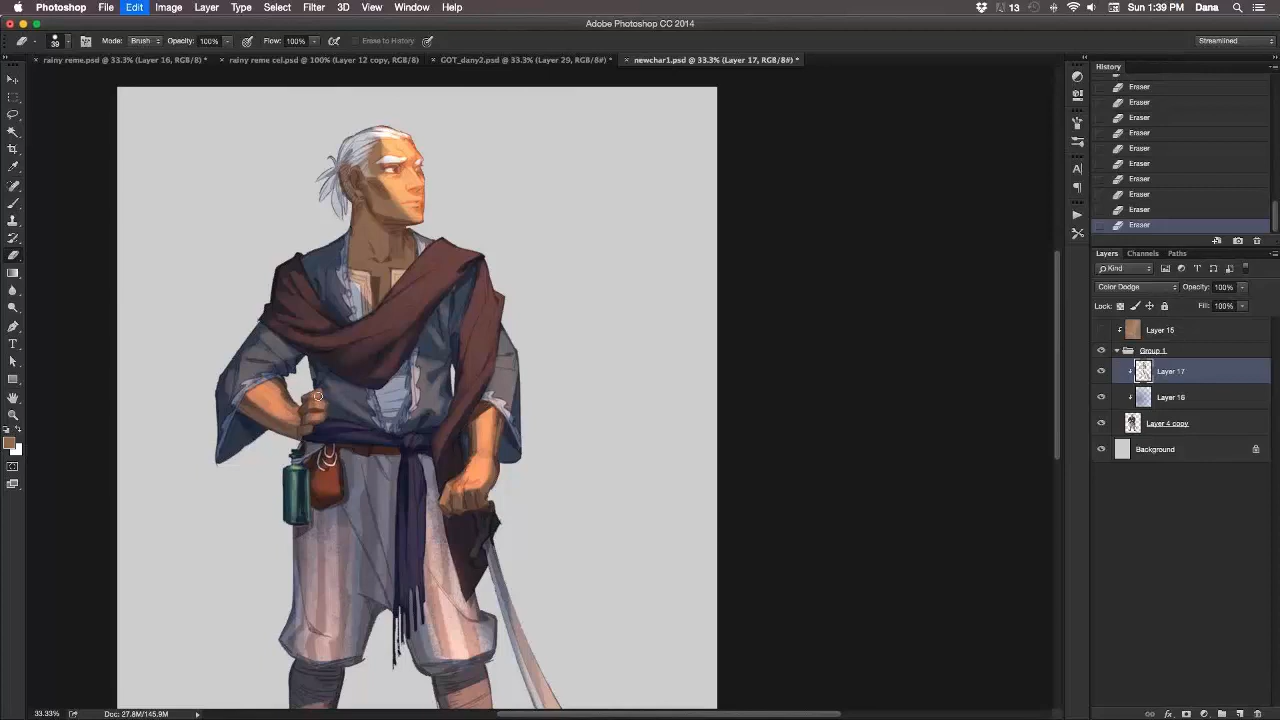 Photoshop File Edit Image Layer Type Select Filter 3D View Window Help 13 Sun 1:39 PM Dana
Adobe Photoshop CC 2014
39 Mode: Brush Opacity: 100% Flow: 100% Erase to History Streamlined
× rainy reme.psd @ 33.3% (Layer 16, RGB/8) * × rainy reme cel.psd @ 100% (Layer 12 copy, RGB/8) × GOT_dany2.psd @ 33.3% (Layer 29, RGB/8#) * × newchar1.psd @ 33.3% (Layer 17, RGB/8#) *
History
Eraser
Eraser
Eraser
Eraser
Eraser
Eraser
Eraser
Eraser
Eraser
Eraser
Layers Channels Paths
Kind
Color Dodge Opacity: 100%
Lock: Fill: 100%
Layer 15
Group 1
Layer 17
Layer 16
Layer 4 copy
Background
33.33% Doc: 27.8M/145.9M